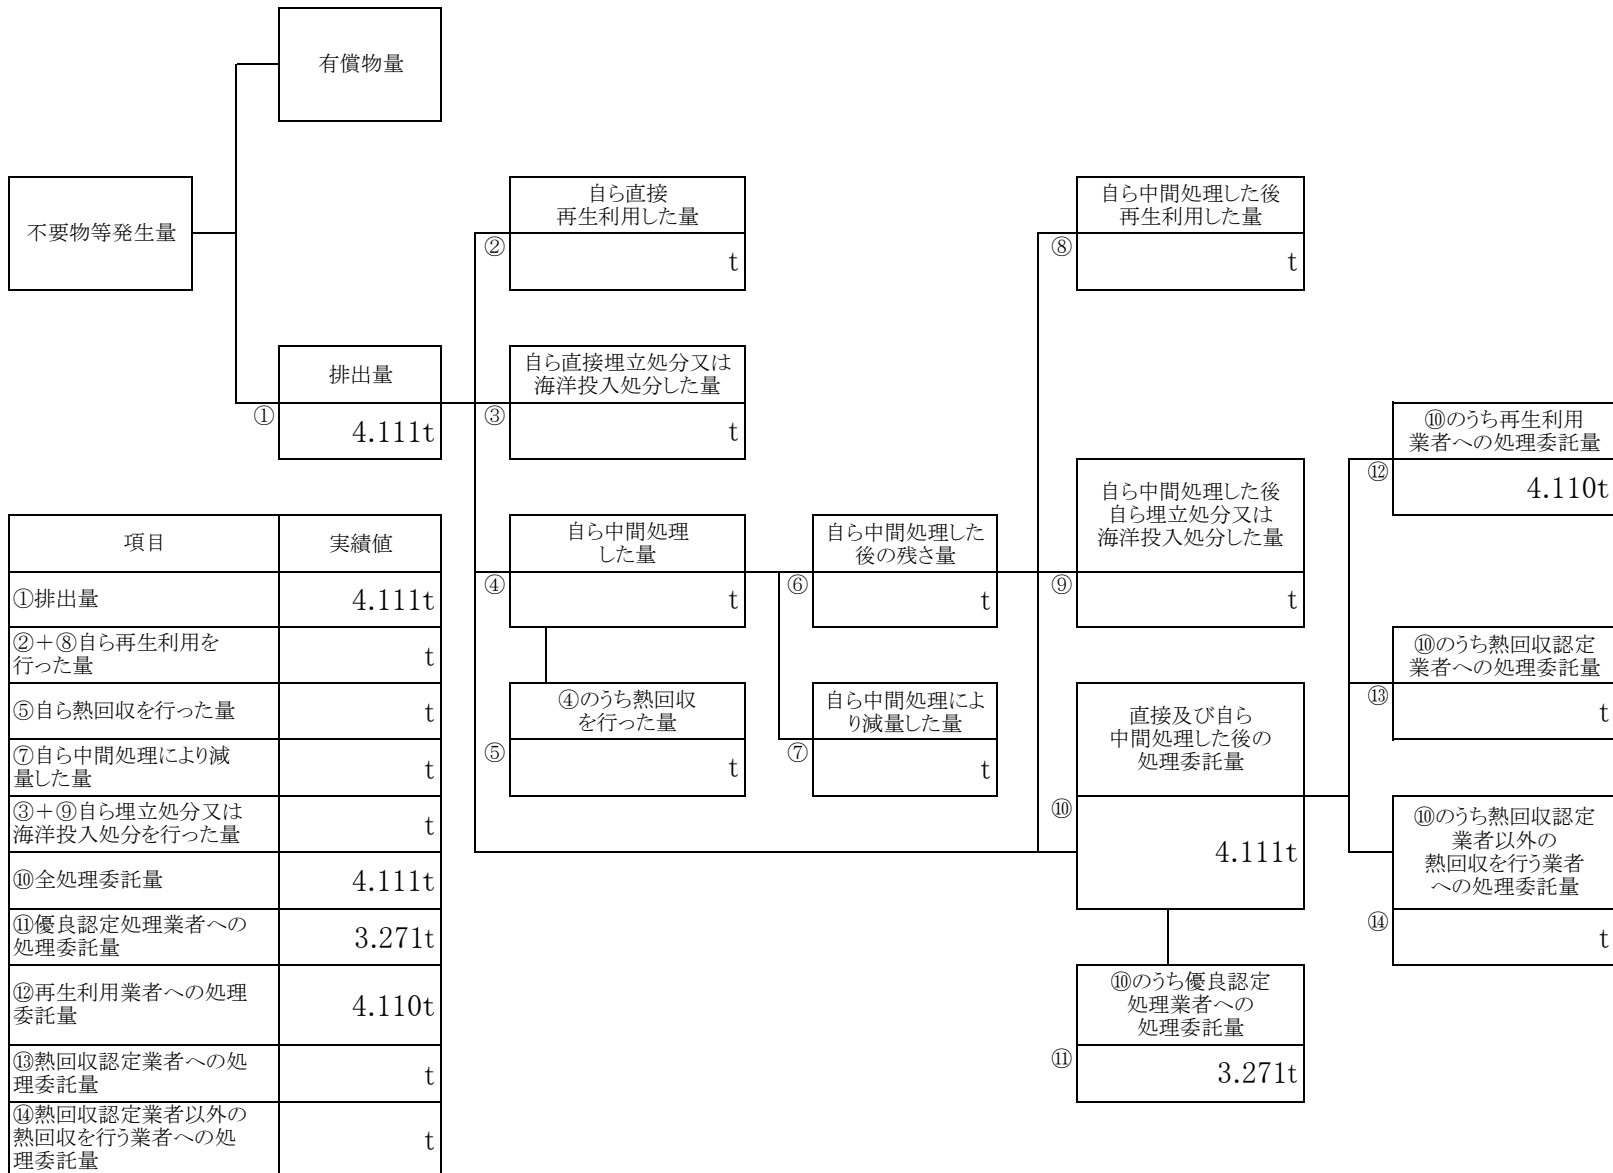 有償物量
不要物等発生量
自ら直接
再生利用した量
②
t
自ら中間処理した後
再生利用した量
⑧
t
排出量
①
4.111t
自ら直接埋立処分又は
海洋投入処分した量
③
t
⑩のうち再生利用
業者への処理委託量
⑫
4.110t
自ら中間処理
した量
④
t
自ら中間処理した
後の残さ量
⑥
t
自ら中間処理した後
自ら埋立処分又は
海洋投入処分した量
⑨
t
⑩のうち熱回収認定
業者への処理委託量
⑬
t
④のうち熱回収
を行った量
⑤
t
自ら中間処理によ
り減量した量
⑦
t
直接及び自ら
中間処理した後の
処理委託量
⑩
4.111t
⑩のうち熱回収認定
業者以外の
熱回収を行う業者
への処理委託量
⑭
t
⑩のうち優良認定
処理業者への
処理委託量
⑪
3.271t
項目 実績値
①排出量 4.111t
②+⑧自ら再生利用を
行った量
t
⑤自ら熱回収を行った量 t
⑦自ら中間処理により減
量した量
t
③+⑨自ら埋立処分又は
海洋投入処分を行った量
t
⑩全処理委託量 4.111t
⑪優良認定処理業者への
処理委託量
3.271t
⑫再生利用業者への処理
委託量
4.110t
⑬熱回収認定業者への処
理委託量
t
⑭熱回収認定業者以外の
熱回収を行う業者への処
理委託量
t